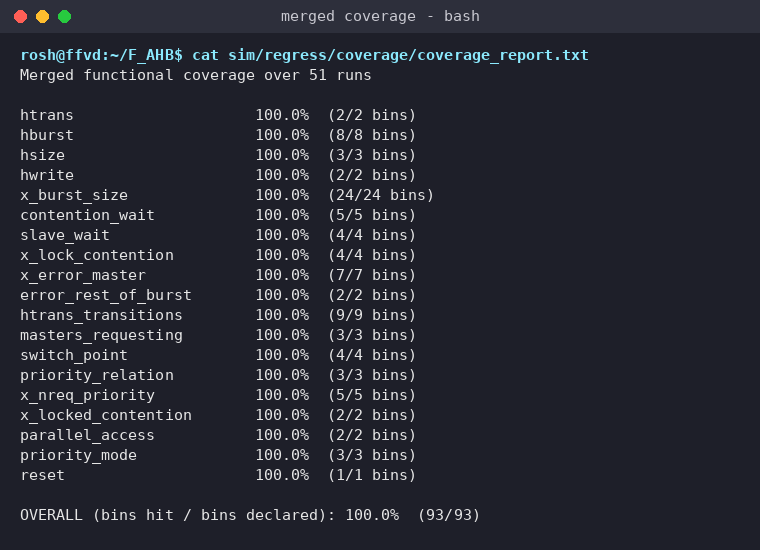 merged coverage - bash
rosh@ffvd:~/F_AHB$ cat sim/regress/coverage/coverage_report.txt
Merged functional coverage over 51 runs
htrans 100.0% (2/2 bins)
hburst 100.0% (8/8 bins)
hsize 100.0% (3/3 bins)
hwrite 100.0% (2/2 bins)
x_burst_size 100.0% (24/24 bins)
contention_wait 100.0% (5/5 bins)
slave_wait 100.0% (4/4 bins)
x_lock_contention 100.0% (4/4 bins)
x_error_master 100.0% (7/7 bins)
error_rest_of_burst 100.0% (2/2 bins)
htrans_transitions 100.0% (9/9 bins)
masters_requesting 100.0% (3/3 bins)
switch_point 100.0% (4/4 bins)
priority_relation 100.0% (3/3 bins)
x_nreq_priority 100.0% (5/5 bins)
x_locked_contention 100.0% (2/2 bins)
parallel_access 100.0% (2/2 bins)
priority_mode 100.0% (3/3 bins)
reset 100.0% (1/1 bins)
OVERALL (bins hit / bins declared): 100.0% (93/93)